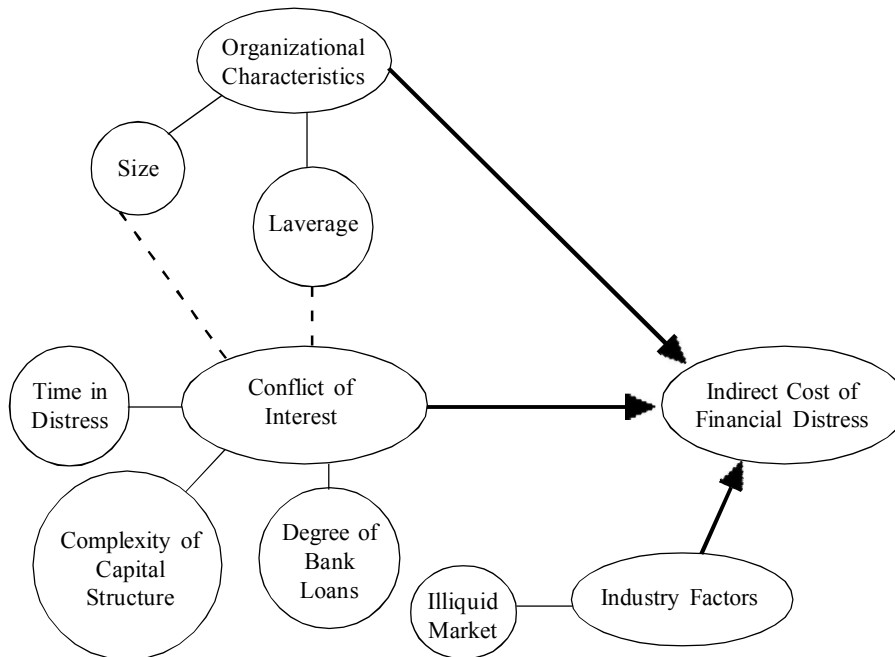 Organizational
Characteristics
Size
Laverage
Time in
Distress
Conflict of
Interest
Indirect Cost of
Financial Distress
Complexity of
Capital
Structure
Degree of
Bank
Loans
Illiquid
Market
Industry Factors